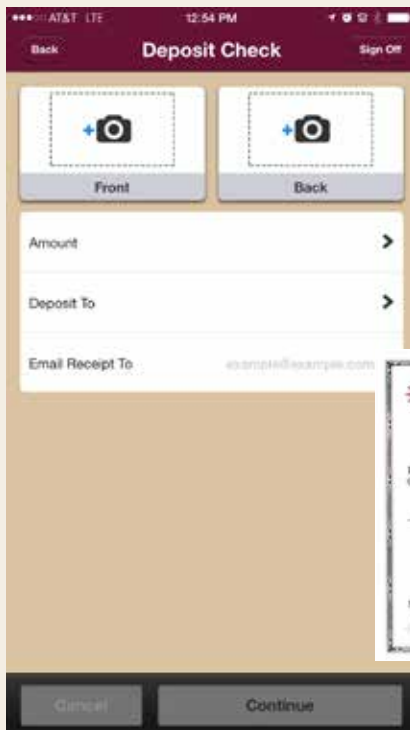 AT&T LTE 12:54 PM
Back Deposit Check Sign Off
Front Back
Amount
Deposit To
Email Receipt To example@example.com
Cancel Continue